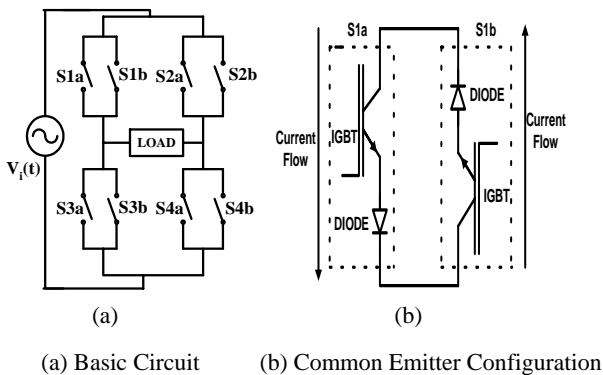 S1a S1b S2a S2b
LOAD
V_i(t)
S3a S3b S4a S4b
(a)
S1a S1b
DIODE
IGBT
Current Flow
Current Flow
IGBT
DIODE
(b)
(a) Basic Circuit (b) Common Emitter Configuration